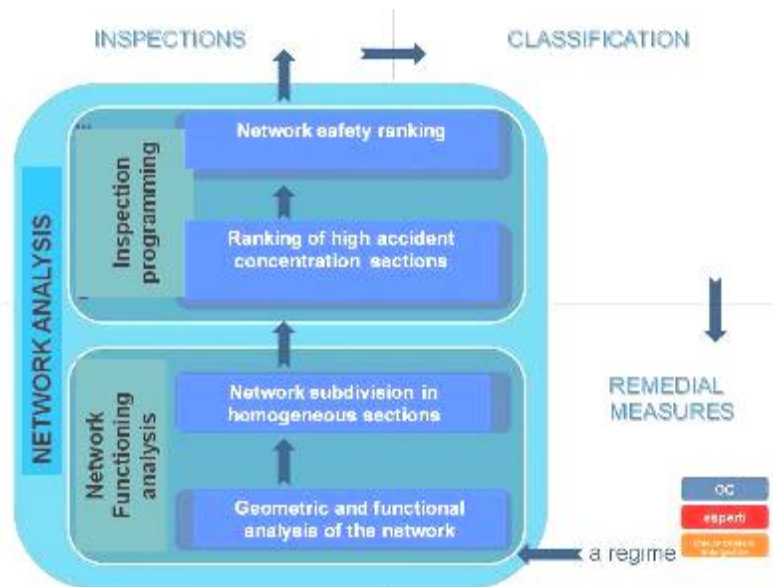 INSPECTIONS
CLASSIFICATION
NETWORK ANALYSIS
Inspection
programming
Network safety ranking
Ranking of high accident
concentration sections
Network
Functioning
analysis
Network subdivision in
homogeneous sections
Geometric and functional
analysis of the network
REMEDIAL
MEASURES
OC
esperti
a regime